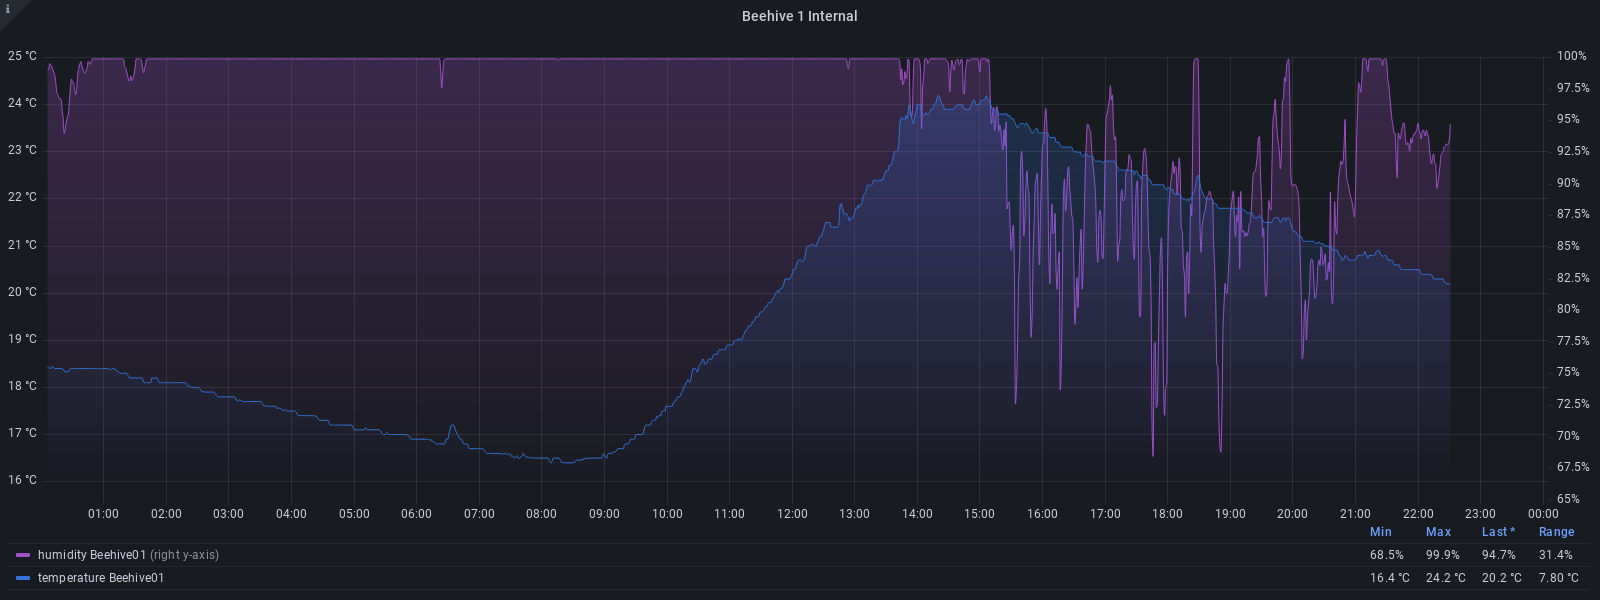 i
Beehive 1 Internal
25 °C 100%
97.5%
24 °C 95%
23 °C 92.5%
90%
22 °C 87.5%
21 °C 85%
82.5%
20 °C 80%
19 °C 77.5%
75%
18 °C 72.5%
17 °C 70%
67.5%
16 °C 65%
01:00 02:00 03:00 04:00 05:00 06:00 07:00 08:00 09:00 10:00 11:00 12:00 13:00 14:00 15:00 16:00 17:00 18:00 19:00 20:00 21:00 22:00 23:00 00:00
Min Max Last * Range
humidity Beehive01 (right y-axis) 68.5% 99.9% 94.7% 31.4%
temperature Beehive01 16.4 °C 24.2 °C 20.2 °C 7.80 °C